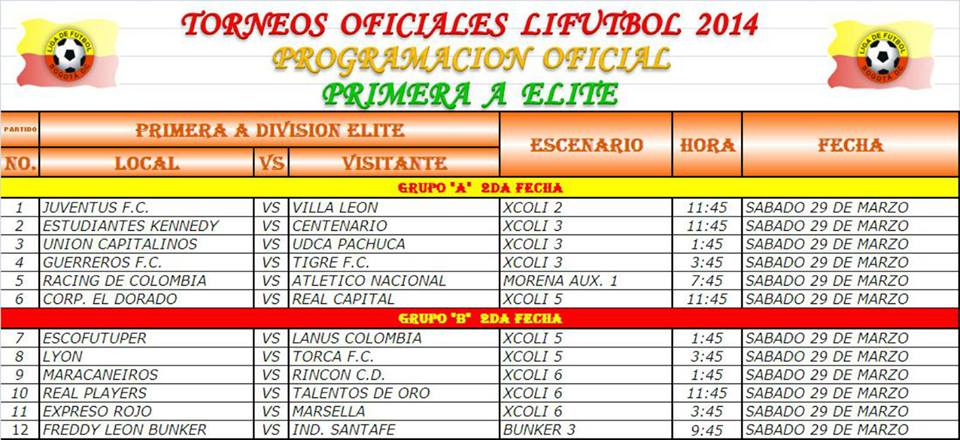 TORNEOS OFICIALES LIFUTBOL 2014
PROGRAMACION OFICIAL
PRIMERA A ELITE
LIGA DE FUTBOL
BOGOTA DC
LIGA DE FUTBOL
BOGOTA DC
PARTIDO PRIMERA A DIVISION ELITE ESCENARIO HORA FECHA
NO. LOCAL VS VISITANTE
GRUPO "A" 2DA FECHA
1 JUVENTUS F.C. VS VILLA LEON XCOLI 2 11:45 SABADO 29 DE MARZO
2 ESTUDIANTES KENNEDY VS CENTENARIO XCOLI 3 11:45 SABADO 29 DE MARZO
3 UNION CAPITALINOS VS UDCA PACHUCA XCOLI 3 1:45 SABADO 29 DE MARZO
4 GUERREROS F.C. VS TIGRE F.C. XCOLI 3 3:45 SABADO 29 DE MARZO
5 RACING DE COLOMBIA VS ATLETICO NACIONAL MORENA AUX. 1 7:45 SABADO 29 DE MARZO
6 CORP. EL DORADO VS REAL CAPITAL XCOLI 5 11:45 SABADO 29 DE MARZO
GRUPO "B" 2DA FECHA
7 ESCOFUTUPER VS LANUS COLOMBIA XCOLI 5 1:45 SABADO 29 DE MARZO
8 LYON VS TORCA F.C. XCOLI 5 3:45 SABADO 29 DE MARZO
9 MARACANEIROS VS RINCON C.D. XCOLI 6 1:45 SABADO 29 DE MARZO
10 REAL PLAYERS VS TALENTOS DE ORO XCOLI 6 11:45 SABADO 29 DE MARZO
11 EXPRESO ROJO VS MARSELLA XCOLI 6 3:45 SABADO 29 DE MARZO
12 FREDDY LEON BUNKER VS IND. SANTAFE BUNKER 3 9:45 SABADO 29 DE MARZO